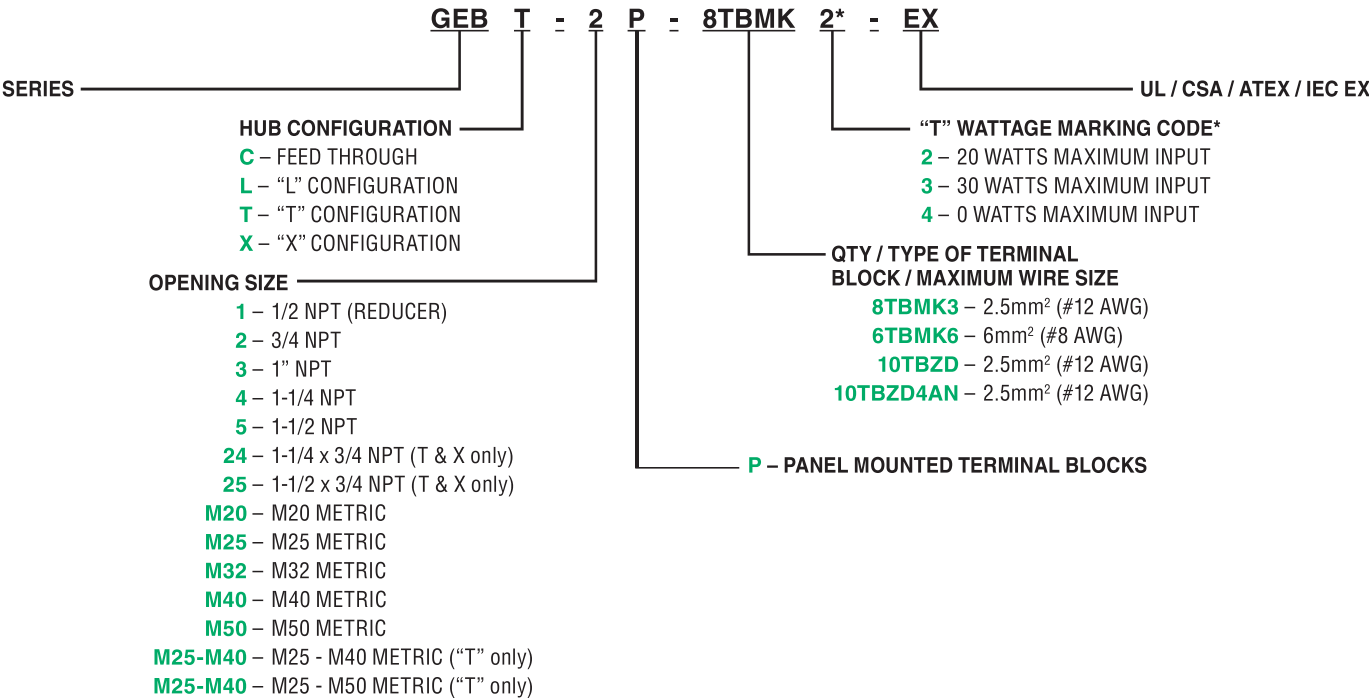 GEB T - 2 P - 8TBMK 2* - EX
SERIES
UL / CSA / ATEX / IEC EX
HUB CONFIGURATION
C – FEED THROUGH
L – “L” CONFIGURATION
T – “T” CONFIGURATION
X – “X” CONFIGURATION
“T” WATTAGE MARKING CODE*
2 – 20 WATTS MAXIMUM INPUT
3 – 30 WATTS MAXIMUM INPUT
4 – 0 WATTS MAXIMUM INPUT
QTY / TYPE OF TERMINAL
BLOCK / MAXIMUM WIRE SIZE
8TBMK3 – 2.5mm² (#12 AWG)
6TBMK6 – 6mm² (#8 AWG)
10TBZD – 2.5mm² (#12 AWG)
10TBZD4AN – 2.5mm² (#12 AWG)
OPENING SIZE
1 – 1/2 NPT (REDUCER)
2 – 3/4 NPT
3 – 1” NPT
4 – 1-1/4 NPT
5 – 1-1/2 NPT
24 – 1-1/4 x 3/4 NPT (T & X only)
25 – 1-1/2 x 3/4 NPT (T & X only)
M20 – M20 METRIC
M25 – M25 METRIC
M32 – M32 METRIC
M40 – M40 METRIC
M50 – M50 METRIC
M25-M40 – M25 - M40 METRIC (“T” only)
M25-M40 – M25 - M50 METRIC (“T” only)
P – PANEL MOUNTED TERMINAL BLOCKS